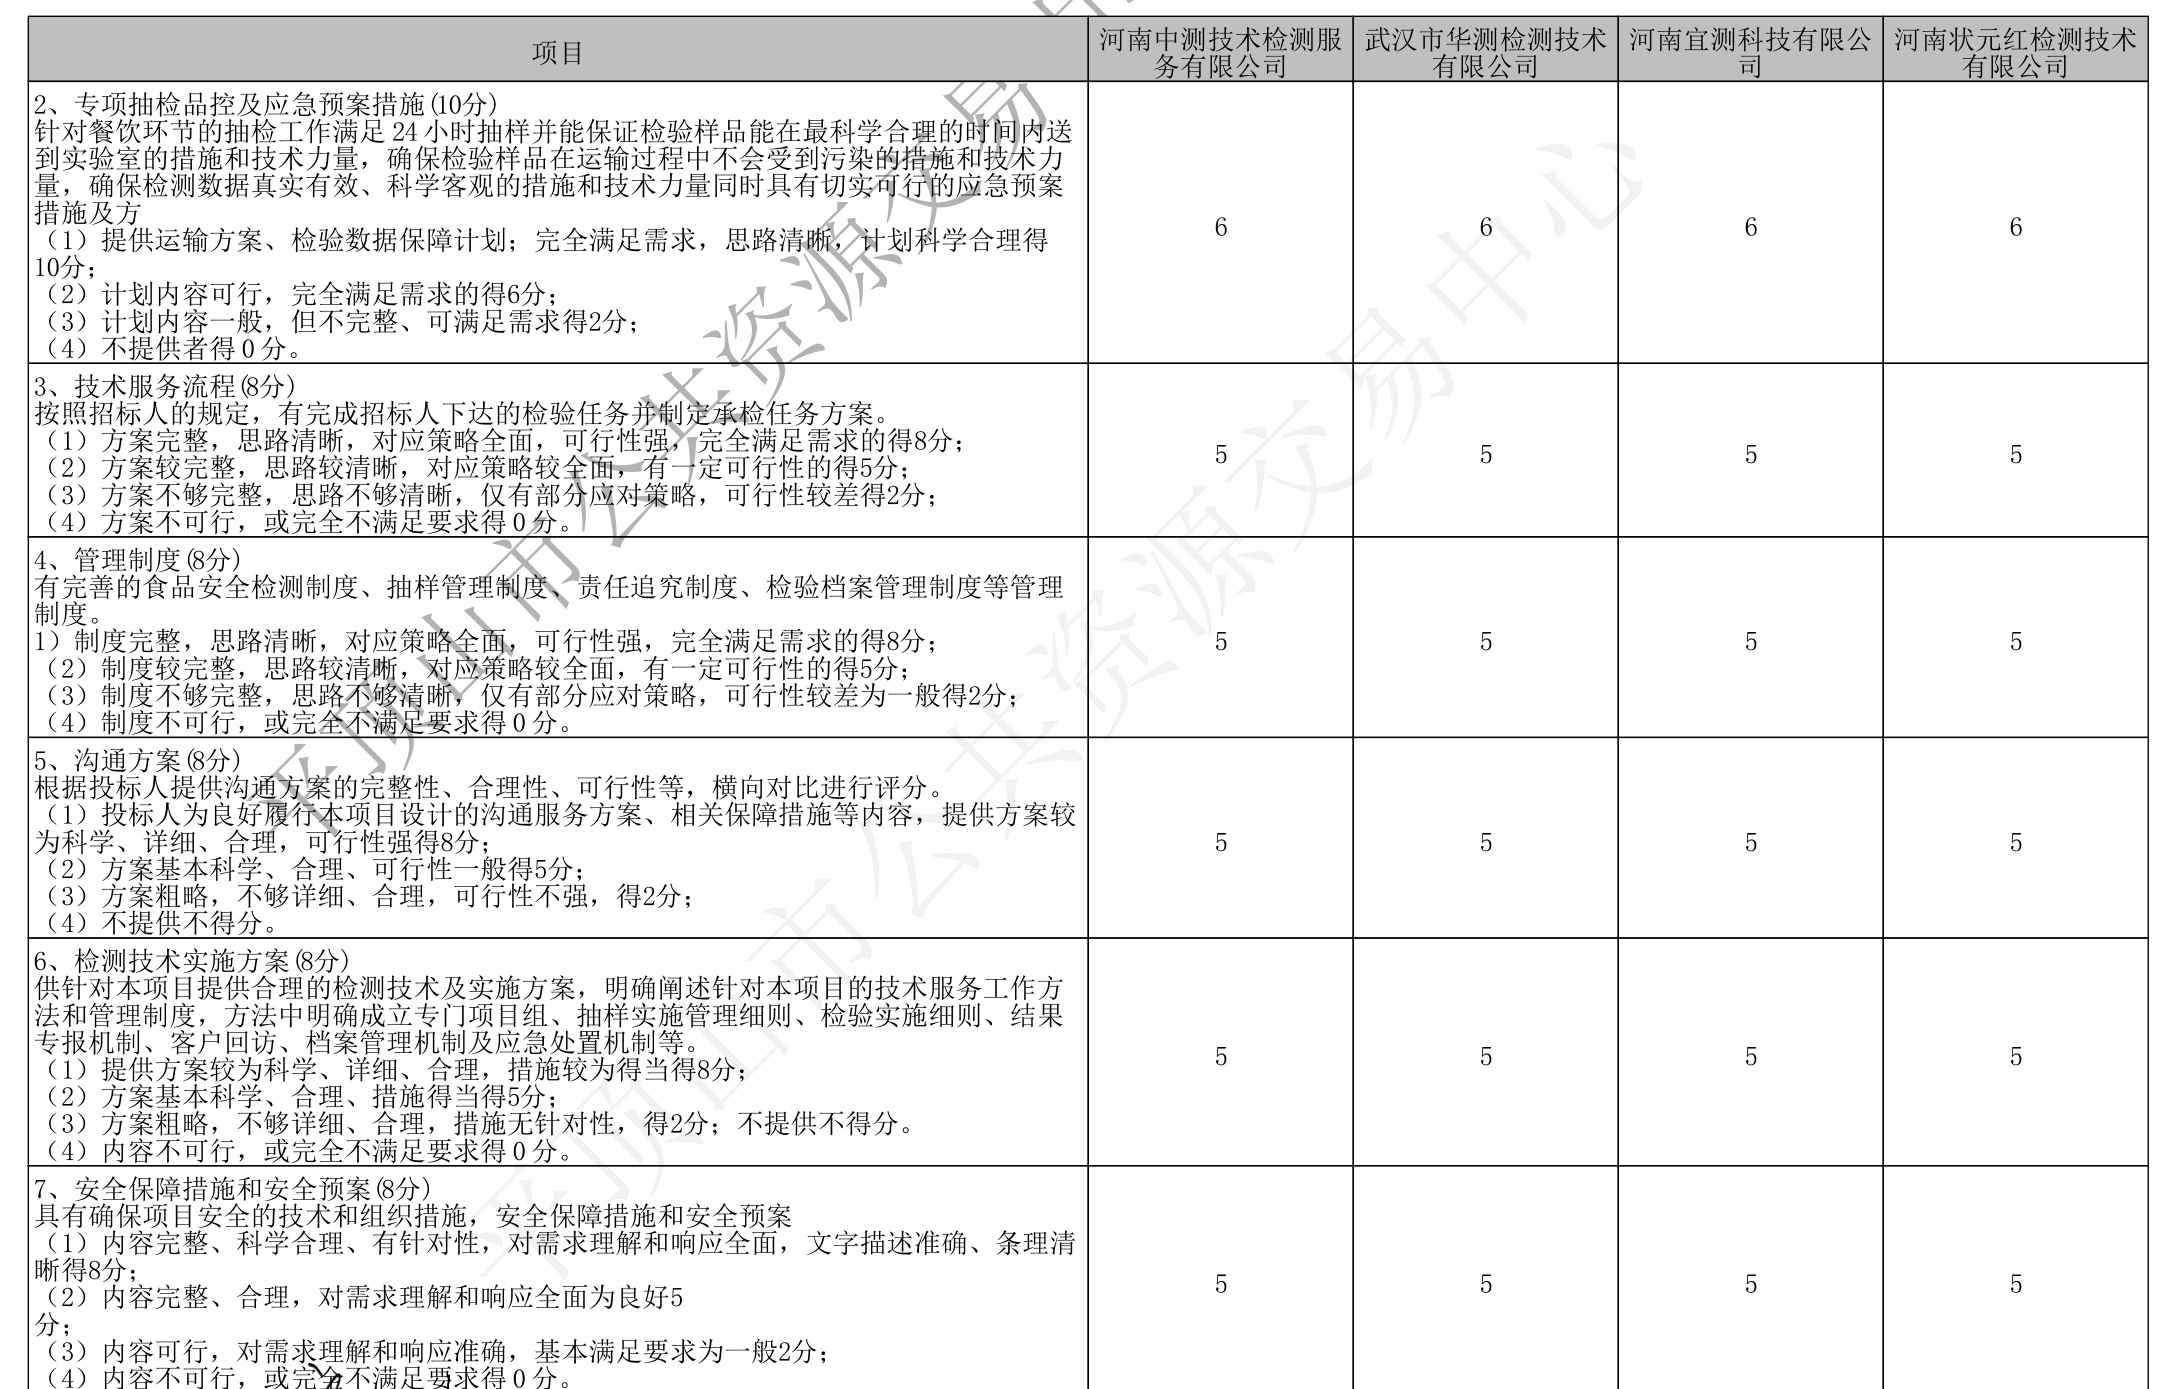 项目
河南中测技术检测服
务有限公司
武汉市华测检测技术
有限公司
河南宜测科技有限公
司
河南状元红检测技术
有限公司
2、专项抽检品控及应急预案措施(10分)
针对餐饮环节的抽检工作满足 24 小时抽样并能保证检验样品能在最科学合理的时间内送
到实验室的措施和技术力量，确保检验样品在运输过程中不会受到污染的措施和技术力
量，确保检测数据真实有效、科学客观的措施和技术力量同时具有切实可行的应急预案
措施及方
（1）提供运输方案、检验数据保障计划；完全满足需求，思路清晰，计划科学合理得
10分；
（2）计划内容可行，完全满足需求的得6分；
（3）计划内容一般，但不完整、可满足需求得2分；
（4）不提供者得 0 分。
6
6
6
6
3、技术服务流程(8分)
按照招标人的规定，有完成招标人下达的检验任务并制定承检任务方案。
（1）方案完整，思路清晰，对应策略全面，可行性强，完全满足需求的得8分；
（2）方案较完整，思路较清晰，对应策略较全面，有一定可行性的得5分；
（3）方案不够完整，思路不够清晰，仅有部分应对策略，可行性较差得2分；
（4）方案不可行，或完全不满足要求得 0 分。
5
5
5
5
4、管理制度(8分)
有完善的食品安全检测制度、抽样管理制度、责任追究制度、检验档案管理制度等管理
制度。
1）制度完整，思路清晰，对应策略全面，可行性强，完全满足需求的得8分；
（2）制度较完整，思路较清晰，对应策略较全面，有一定可行性的得5分；
（3）制度不够完整，思路不够清晰，仅有部分应对策略，可行性较差为一般得2分；
（4）制度不可行，或完全不满足要求得 0 分。
5
5
5
5
5、沟通方案(8分)
根据投标人提供沟通方案的完整性、合理性、可行性等，横向对比进行评分。
（1）投标人为良好履行本项目设计的沟通服务方案、相关保障措施等内容，提供方案较
为科学、详细、合理，可行性强得8分；
（2）方案基本科学、合理、可行性一般得5分；
（3）方案粗略，不够详细、合理，可行性不强，得2分；
（4）不提供不得分。
5
5
5
5
6、检测技术实施方案(8分)
供针对本项目提供合理的检测技术及实施方案，明确阐述针对本项目的技术服务工作方
法和管理制度，方法中明确成立专门项目组、抽样实施管理细则、检验实施细则、结果
专报机制、客户回访、档案管理机制及应急处置机制等。
（1）提供方案较为科学、详细、合理，措施较为得当得8分；
（2）方案基本科学、合理、措施得当得5分；
（3）方案粗略，不够详细、合理，措施无针对性，得2分；不提供不得分。
（4）内容不可行，或完全不满足要求得 0 分。
5
5
5
5
7、安全保障措施和安全预案(8分)
具有确保项目安全的技术和组织措施，安全保障措施和安全预案
（1）内容完整、科学合理、有针对性，对需求理解和响应全面，文字描述准确、条理清
晰得8分；
（2）内容完整、合理，对需求理解和响应全面为良好5
分；
（3）内容可行，对需求理解和响应准确，基本满足要求为一般2分；
（4）内容不可行，或完全不满足要求得 0 分。
5
5
5
5
平顶山市公共资源交易中
平顶山市公共资源交易中心